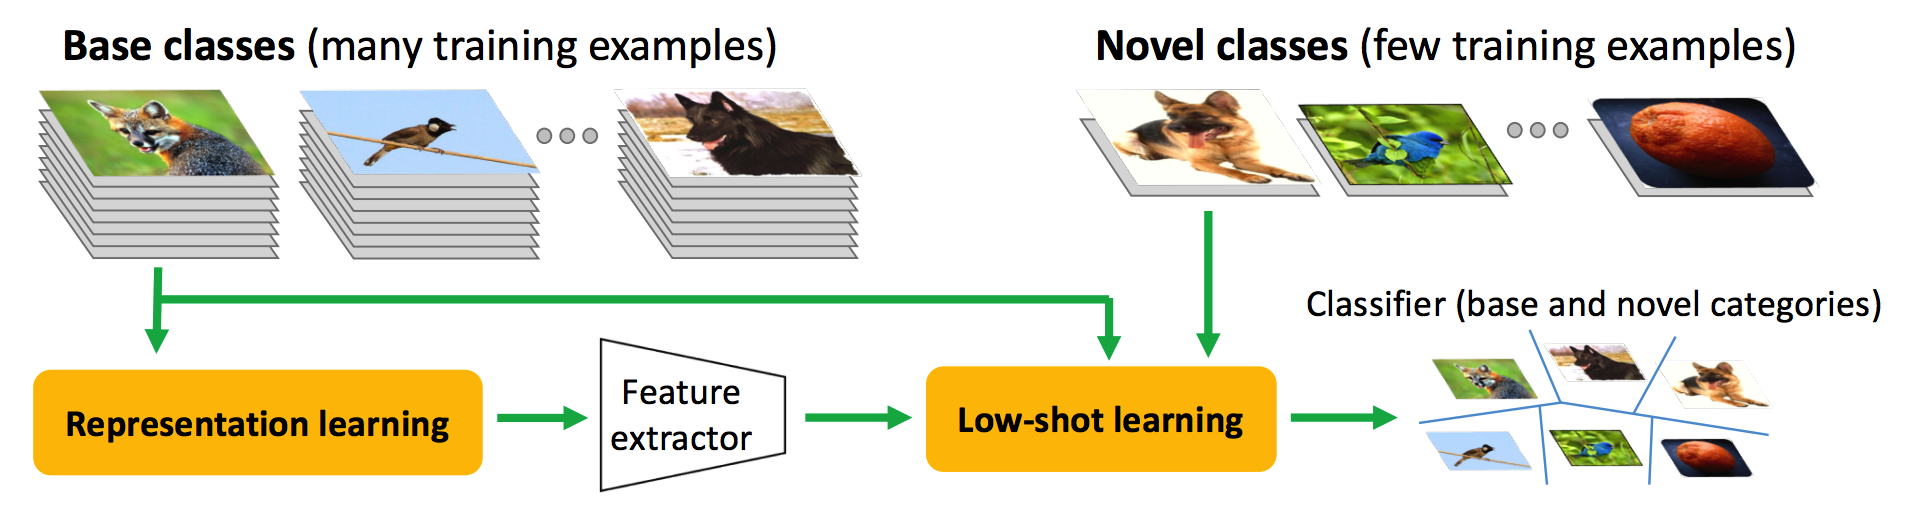 Base classes (many training examples)
Novel classes (few training examples)
Classifier (base and novel categories)
Representation learning
Feature
extractor
Low-shot learning